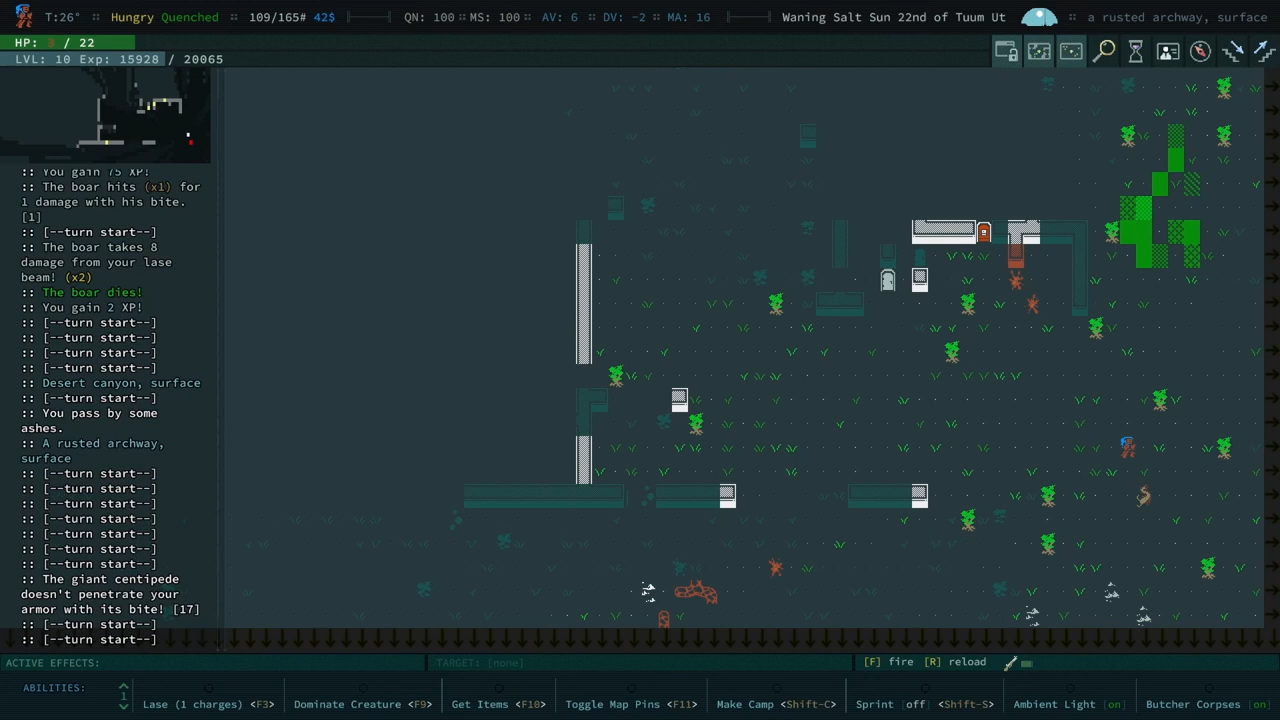 T:26° :: Hungry Quenched :: 109/165# 42$ QN: 100 :: MS: 100 :: AV: 6 :: DV: -2 :: MA: 16 Waning Salt Sun 22nd of Tuum Ut :: a rusted archway, surface
HP: / 22
LVL: 10 Exp: 15928 / 20065
:: You gain 75 XP!
:: The boar hits (x1) for
1 damage with his bite.
[1]
:: [--turn start--]
:: The boar takes 8
damage from your lase
beam! (x2)
:: The boar dies!
:: You gain 2 XP!
:: [--turn start--]
:: [--turn start--]
:: [--turn start--]
:: [--turn start--]
:: Desert canyon, surface
:: [--turn start--]
:: You pass by some
ashes.
:: A rusted archway,
surface
:: [--turn start--]
:: [--turn start--]
:: [--turn start--]
:: [--turn start--]
:: [--turn start--]
:: [--turn start--]
:: [--turn start--]
:: The giant centipede
doesn't penetrate your
armor with its bite! [17]
:: [--turn start--]
:: [--turn start--]
ACTIVE EFFECTS: TARGET: [none] [F] fire [R] reload
ABILITIES: 1 Lase (1 charges) <F3> Dominate Creature <F9> Get Items <F10> Toggle Map Pins <F11> Make Camp <Shift-C> Sprint [off] <Shift-S> Ambient Light [on] Butcher Corpses [on]